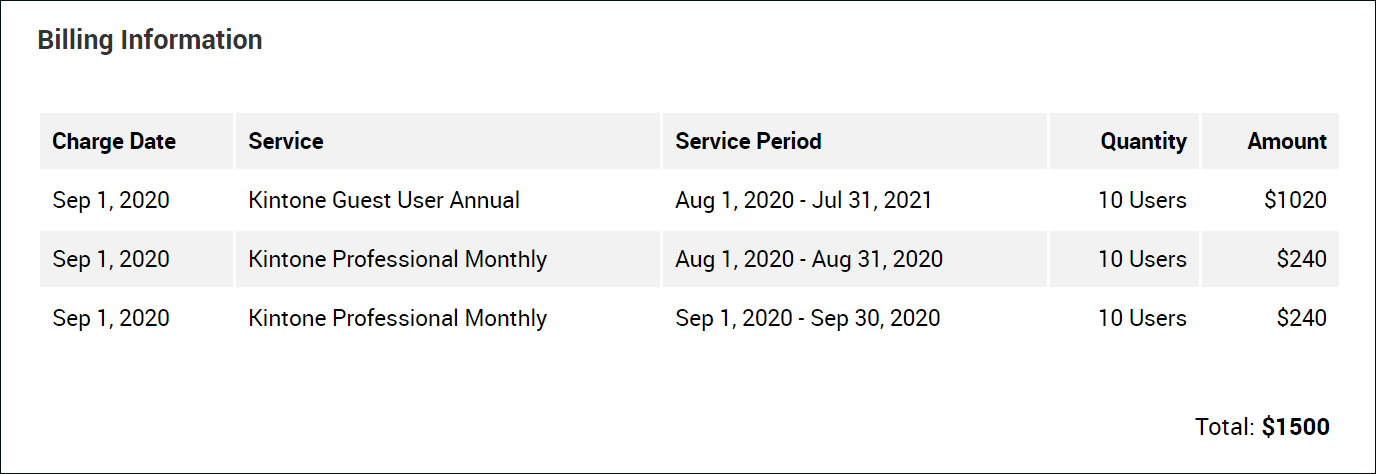 Billing Information
Charge Date Service Service Period Quantity Amount
Sep 1, 2020 Kintone Guest User Annual Aug 1, 2020 - Jul 31, 2021 10 Users $1020
Sep 1, 2020 Kintone Professional Monthly Aug 1, 2020 - Aug 31, 2020 10 Users $240
Sep 1, 2020 Kintone Professional Monthly Sep 1, 2020 - Sep 30, 2020 10 Users $240
Total: $1500